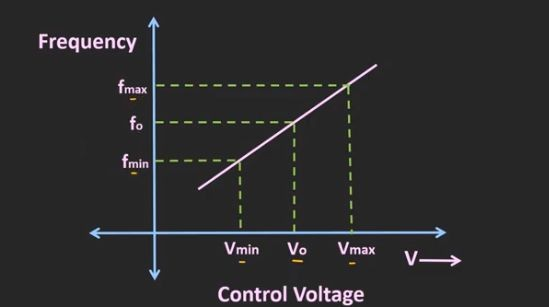 Frequency
fmax
fo
fmin
Vmin Vo Vmax V
Control Voltage